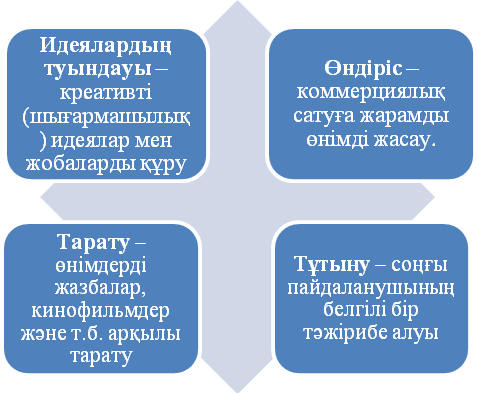 Идеялардың
туындауы –
креативті
(шығармашылық
) идеялар мен
жобаларды құру
Өндіріс –
коммерциялық
сатуға жарамды
өнімді жасау.
Тарату –
өнімдерді
жазбалар,
кинофильмдер
және т.б. арқылы
тарату
Тұтыну – соңғы
пайдаланушының
белгілі бір
тәжірибе алуы